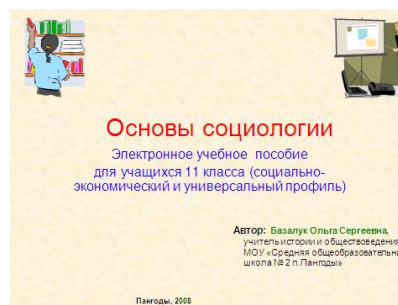 Основы социологии
Электронное учебное пособие
для учащихся 11 класса (социально-
экономический и универсальный профиль)
Автор: Базалук Ольга Сергеевна,
учитель истории и обществоведения
МОУ «Средняя общеобразовательна
школа № 2 п.Пангоды»
Пангоды, 2008